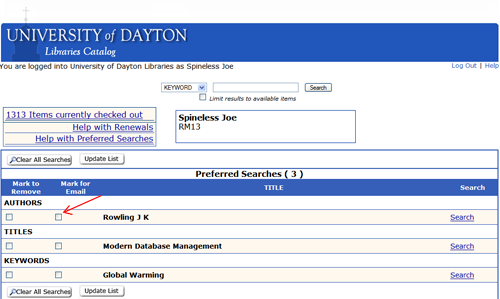 UNIVERSITY of DAYTON
Libraries Catalog
You are logged into University of Dayton Libraries as Spineless Joe
Log Out | Help
KEYWORD
Search
Limit results to available items
1313 Items currently checked out
Help with Renewals
Help with Preferred Searches
Spineless Joe
RM13
Clear All Searches
Update List
Preferred Searches ( 3 )
Mark to Remove
Mark for Email
TITLE
Search
AUTHORS
Rowling J K
Search
TITLES
Modern Database Management
Search
KEYWORDS
Global Warming
Search
Clear All Searches
Update List